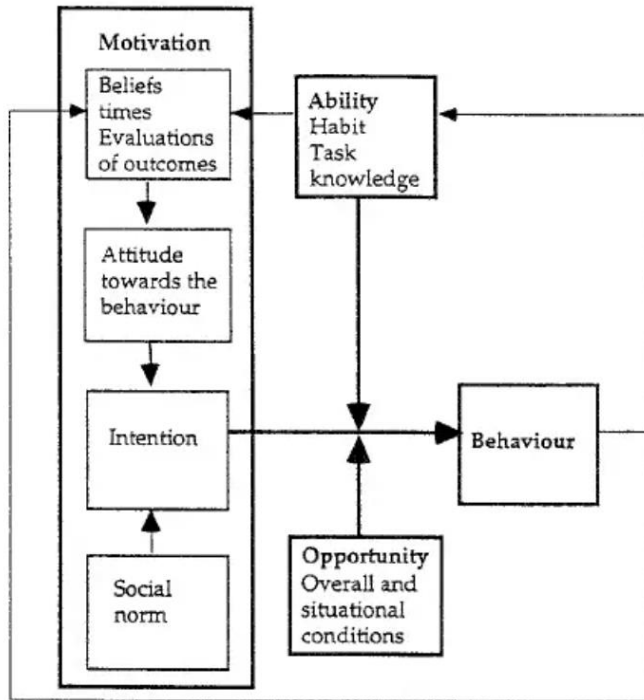 Motivation
Beliefs
times
Evaluations
of outcomes
Attitude
towards the
behaviour
Intention
Social
norm
Ability
Habit
Task
knowledge
Opportunity
Overall and
situational
conditions
Behaviour